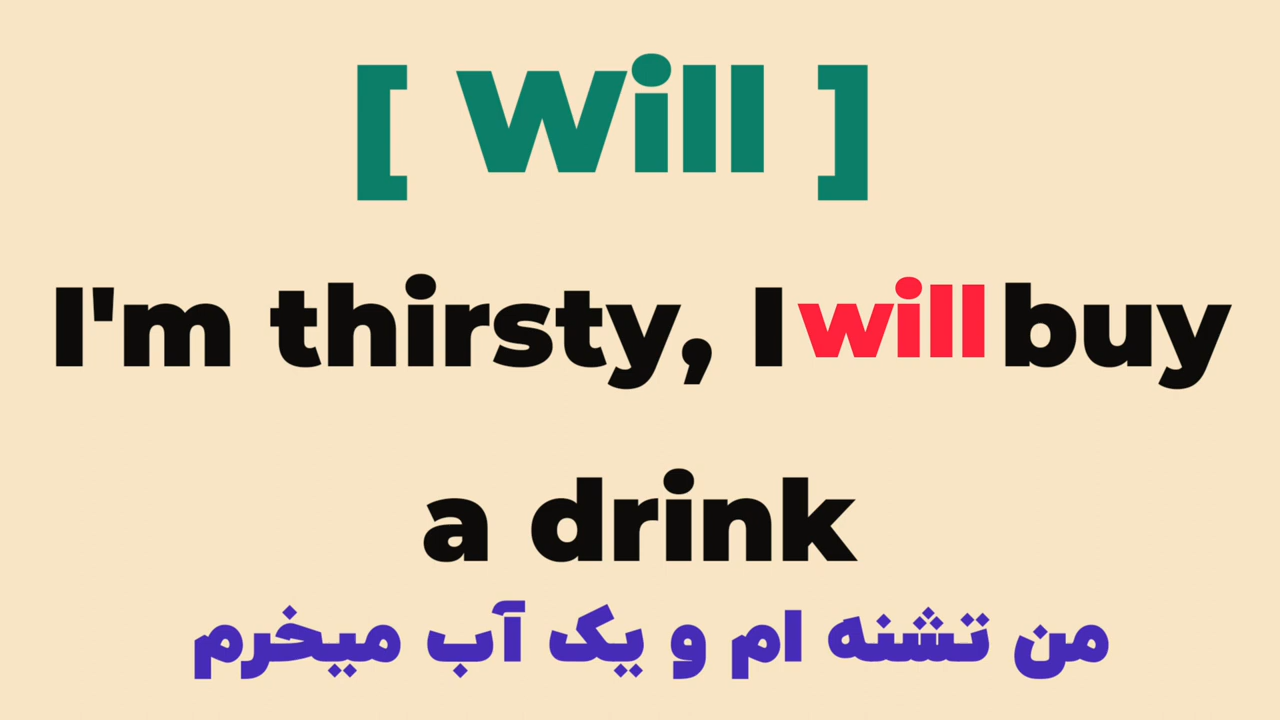 [ Will ]
I'm thirsty, I will buy
a drink
من تشنه ام و یک آب میخرم